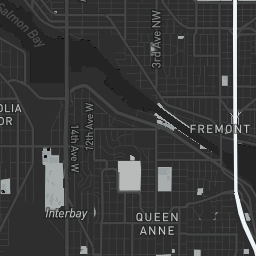 Salmon Bay
3rd Ave NW
OLIA
OR
14th Ave W
12th Ave W
FREMONT
Interbay
QUEEN
ANNE